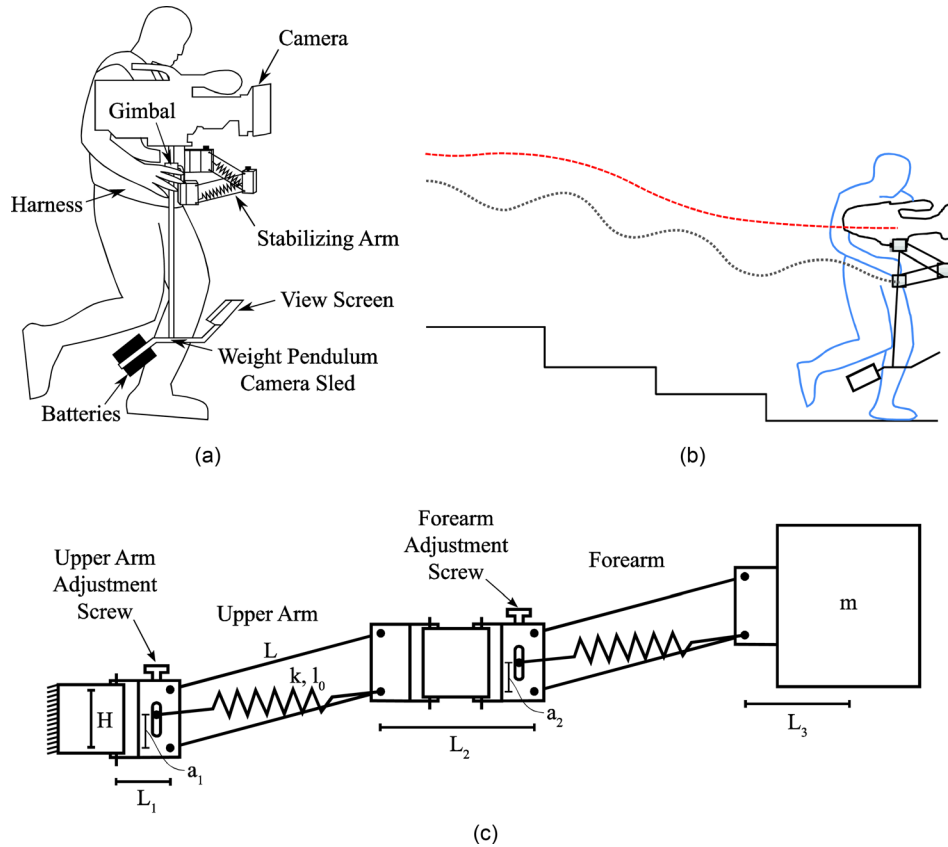 Camera
Gimbal
Harness
Stabilizing Arm
View Screen
Weight Pendulum
Camera Sled
Batteries
(a)
(b)
Upper Arm
Adjustment
Screw
Upper Arm
L
k, l₀
H
a₁
L₁
Forearm
Adjustment
Screw
Forearm
a₂
L₂
m
L₃
(c)